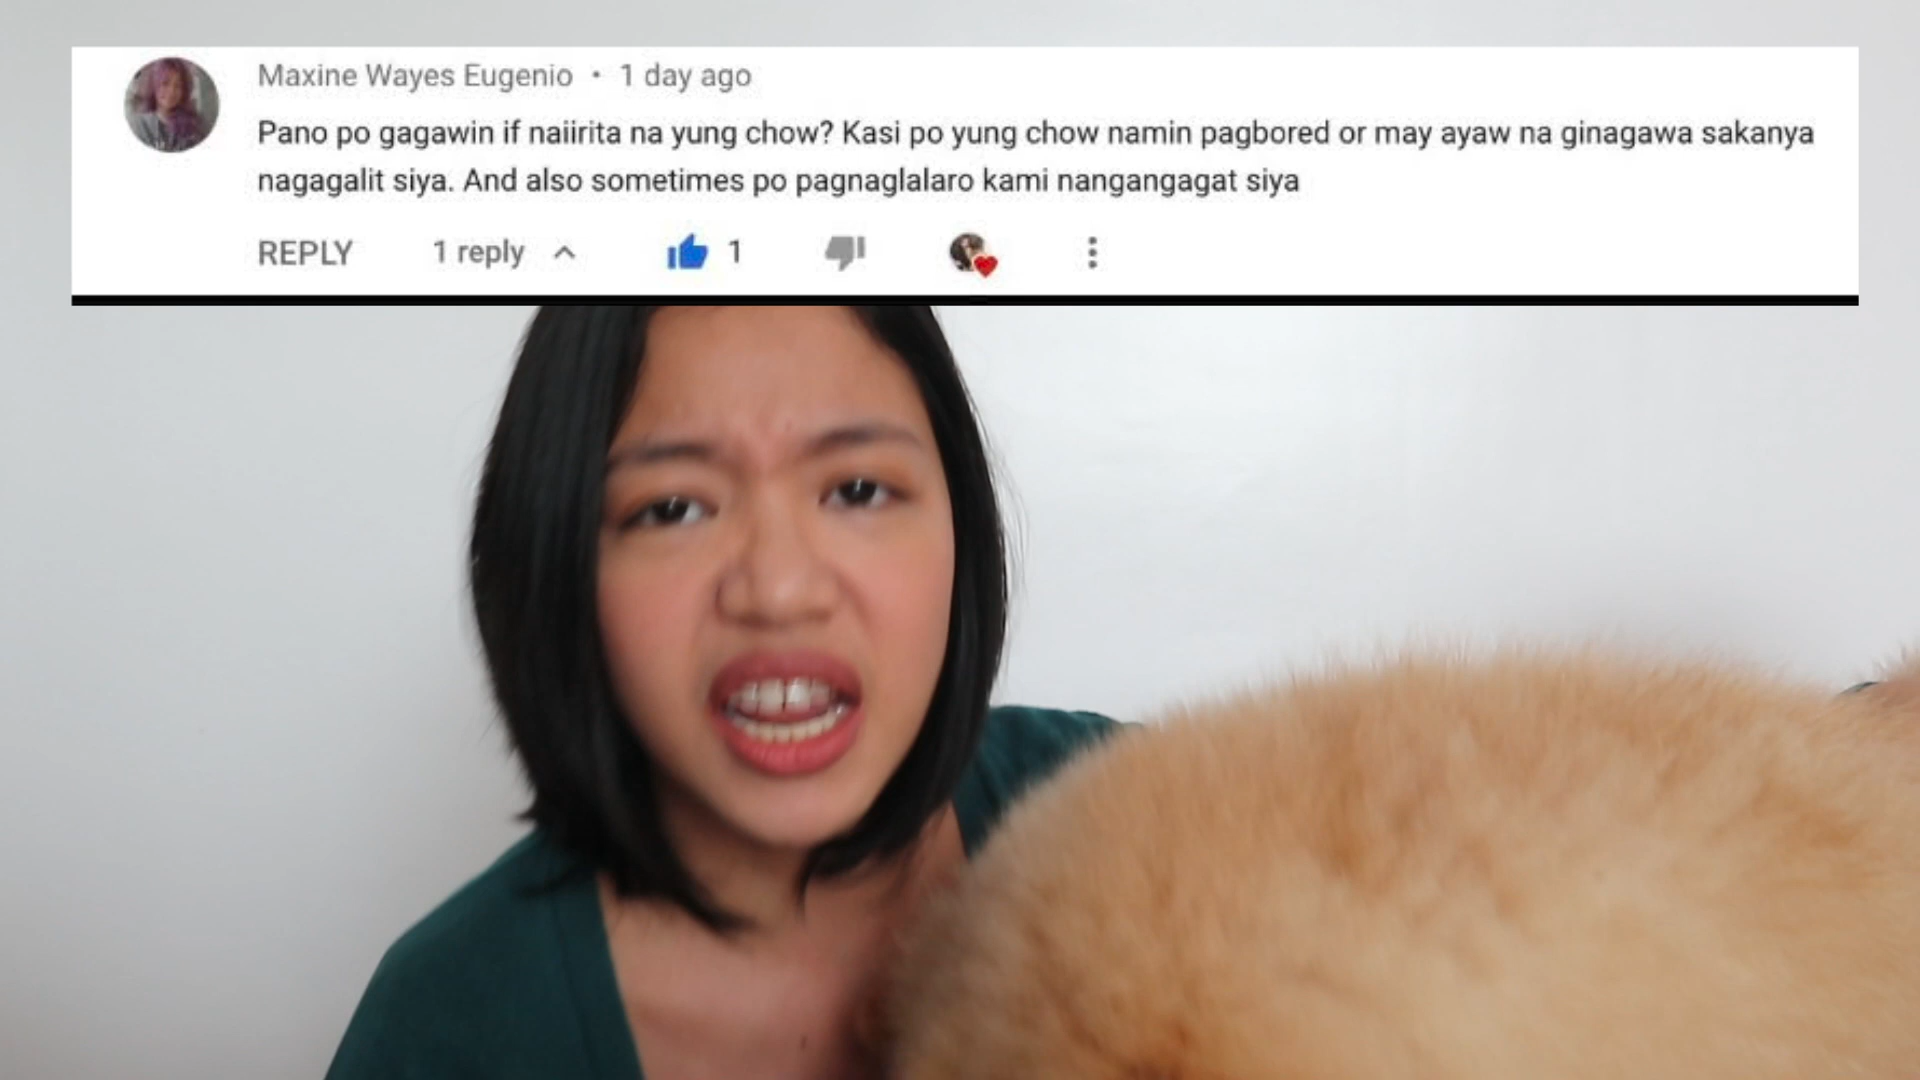 Maxine Wayes Eugenio • 1 day ago
Pano po gagawin if naiirita na yung chow? Kasi po yung chow namin pagbored or may ayaw na ginagawa sakanya
nagagalit siya. And also sometimes po pagnaglalaro kami nangangagat siya
REPLY 1 reply 1